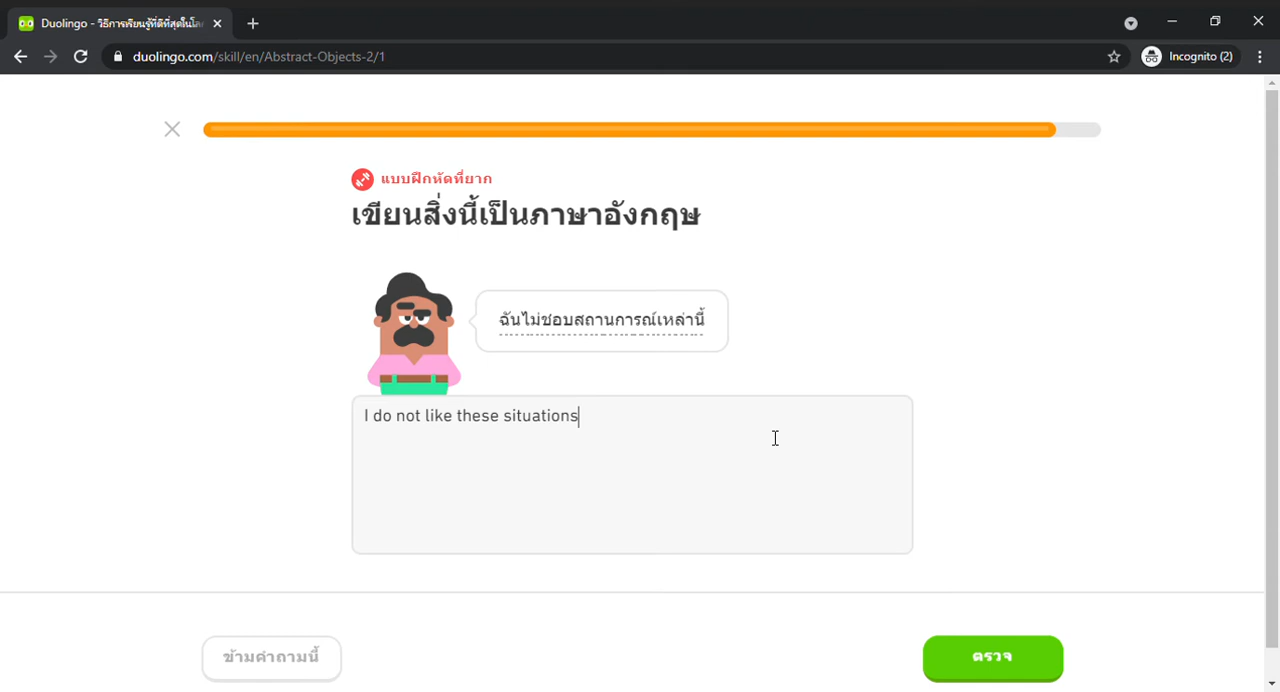 Duolingo - วิธีการเรียนรู้ที่ดีที่สุดในโล
duolingo.com/skill/en/Abstract-Objects-2/1
Incognito (2)
แบบฝึกหัดที่ยาก
เขียนสิ่งนี้เป็นภาษาอังกฤษ
ฉันไม่ชอบสถานการณ์เหล่านี้
I do not like these situations
ข้ามคำถามนี้
ตรวจ